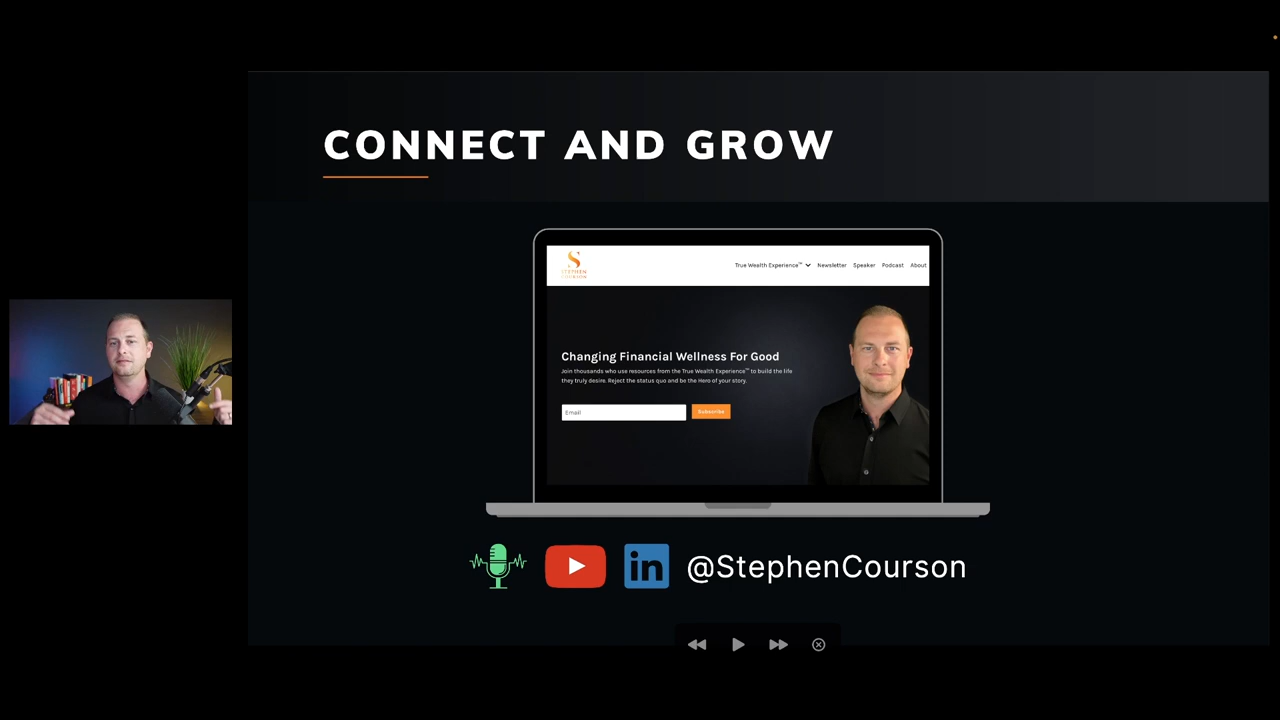 CONNECT AND GROW
STEPHEN
COURSON
True Wealth Experience™ Newsletter Speaker Podcast About
Changing Financial Wellness For Good
Join thousands who use resources from the True Wealth Experience™ to build the life
they truly desire. Reject the status quo and be the Hero of your story.
Email Subscribe
in @StephenCourson